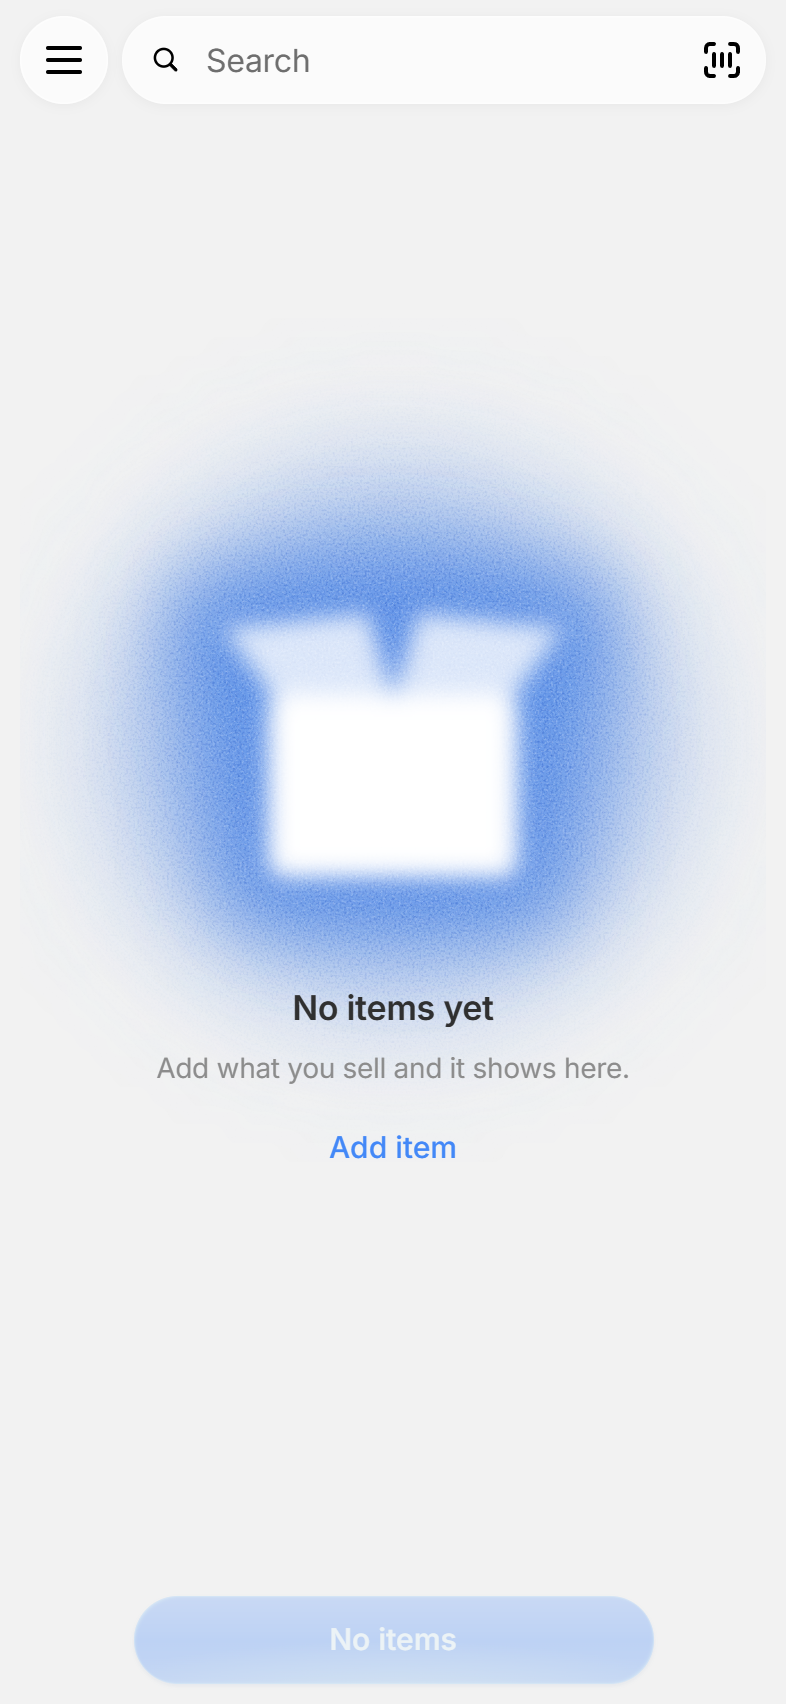 Search
No items yet
Add what you sell and it shows here.
Add item
No items